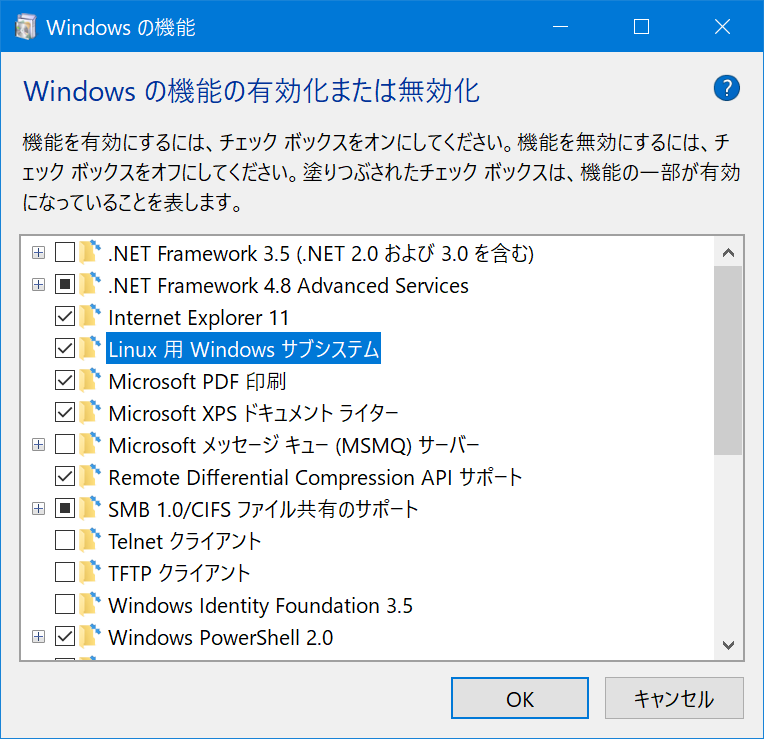 Windows の機能
Windows の機能の有効化または無効化
?
機能を有効にするには、チェック ボックスをオンにしてください。機能を無効にするには、チ
ェック ボックスをオフにしてください。塗りつぶされたチェック ボックスは、機能の一部が有効
になっていることを表します。
.NET Framework 3.5 (.NET 2.0 および 3.0 を含む)
.NET Framework 4.8 Advanced Services
Internet Explorer 11
Linux 用 Windows サブシステム
Microsoft PDF 印刷
Microsoft XPS ドキュメント ライター
Microsoft メッセージ キュー (MSMQ) サーバー
Remote Differential Compression API サポート
SMB 1.0/CIFS ファイル共有のサポート
Telnet クライアント
TFTP クライアント
Windows Identity Foundation 3.5
Windows PowerShell 2.0
OK
キャンセル